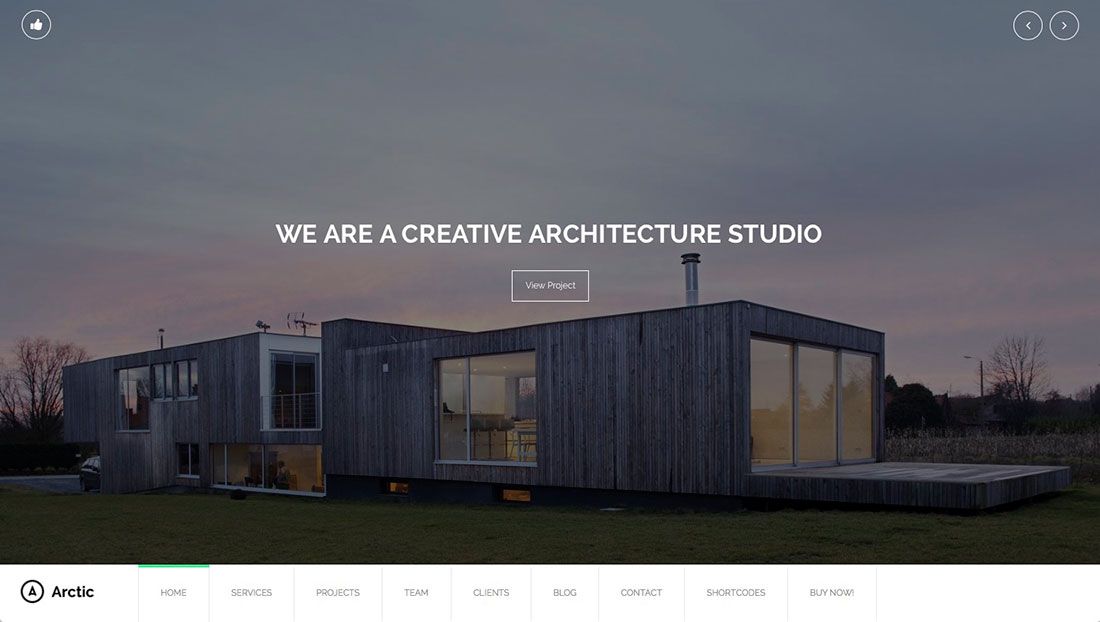 WE ARE A CREATIVE ARCHITECTURE STUDIO
View Project
Arctic
HOME
SERVICES
PROJECTS
TEAM
CLIENTS
BLOG
CONTACT
SHORTCODES
BUY NOW!